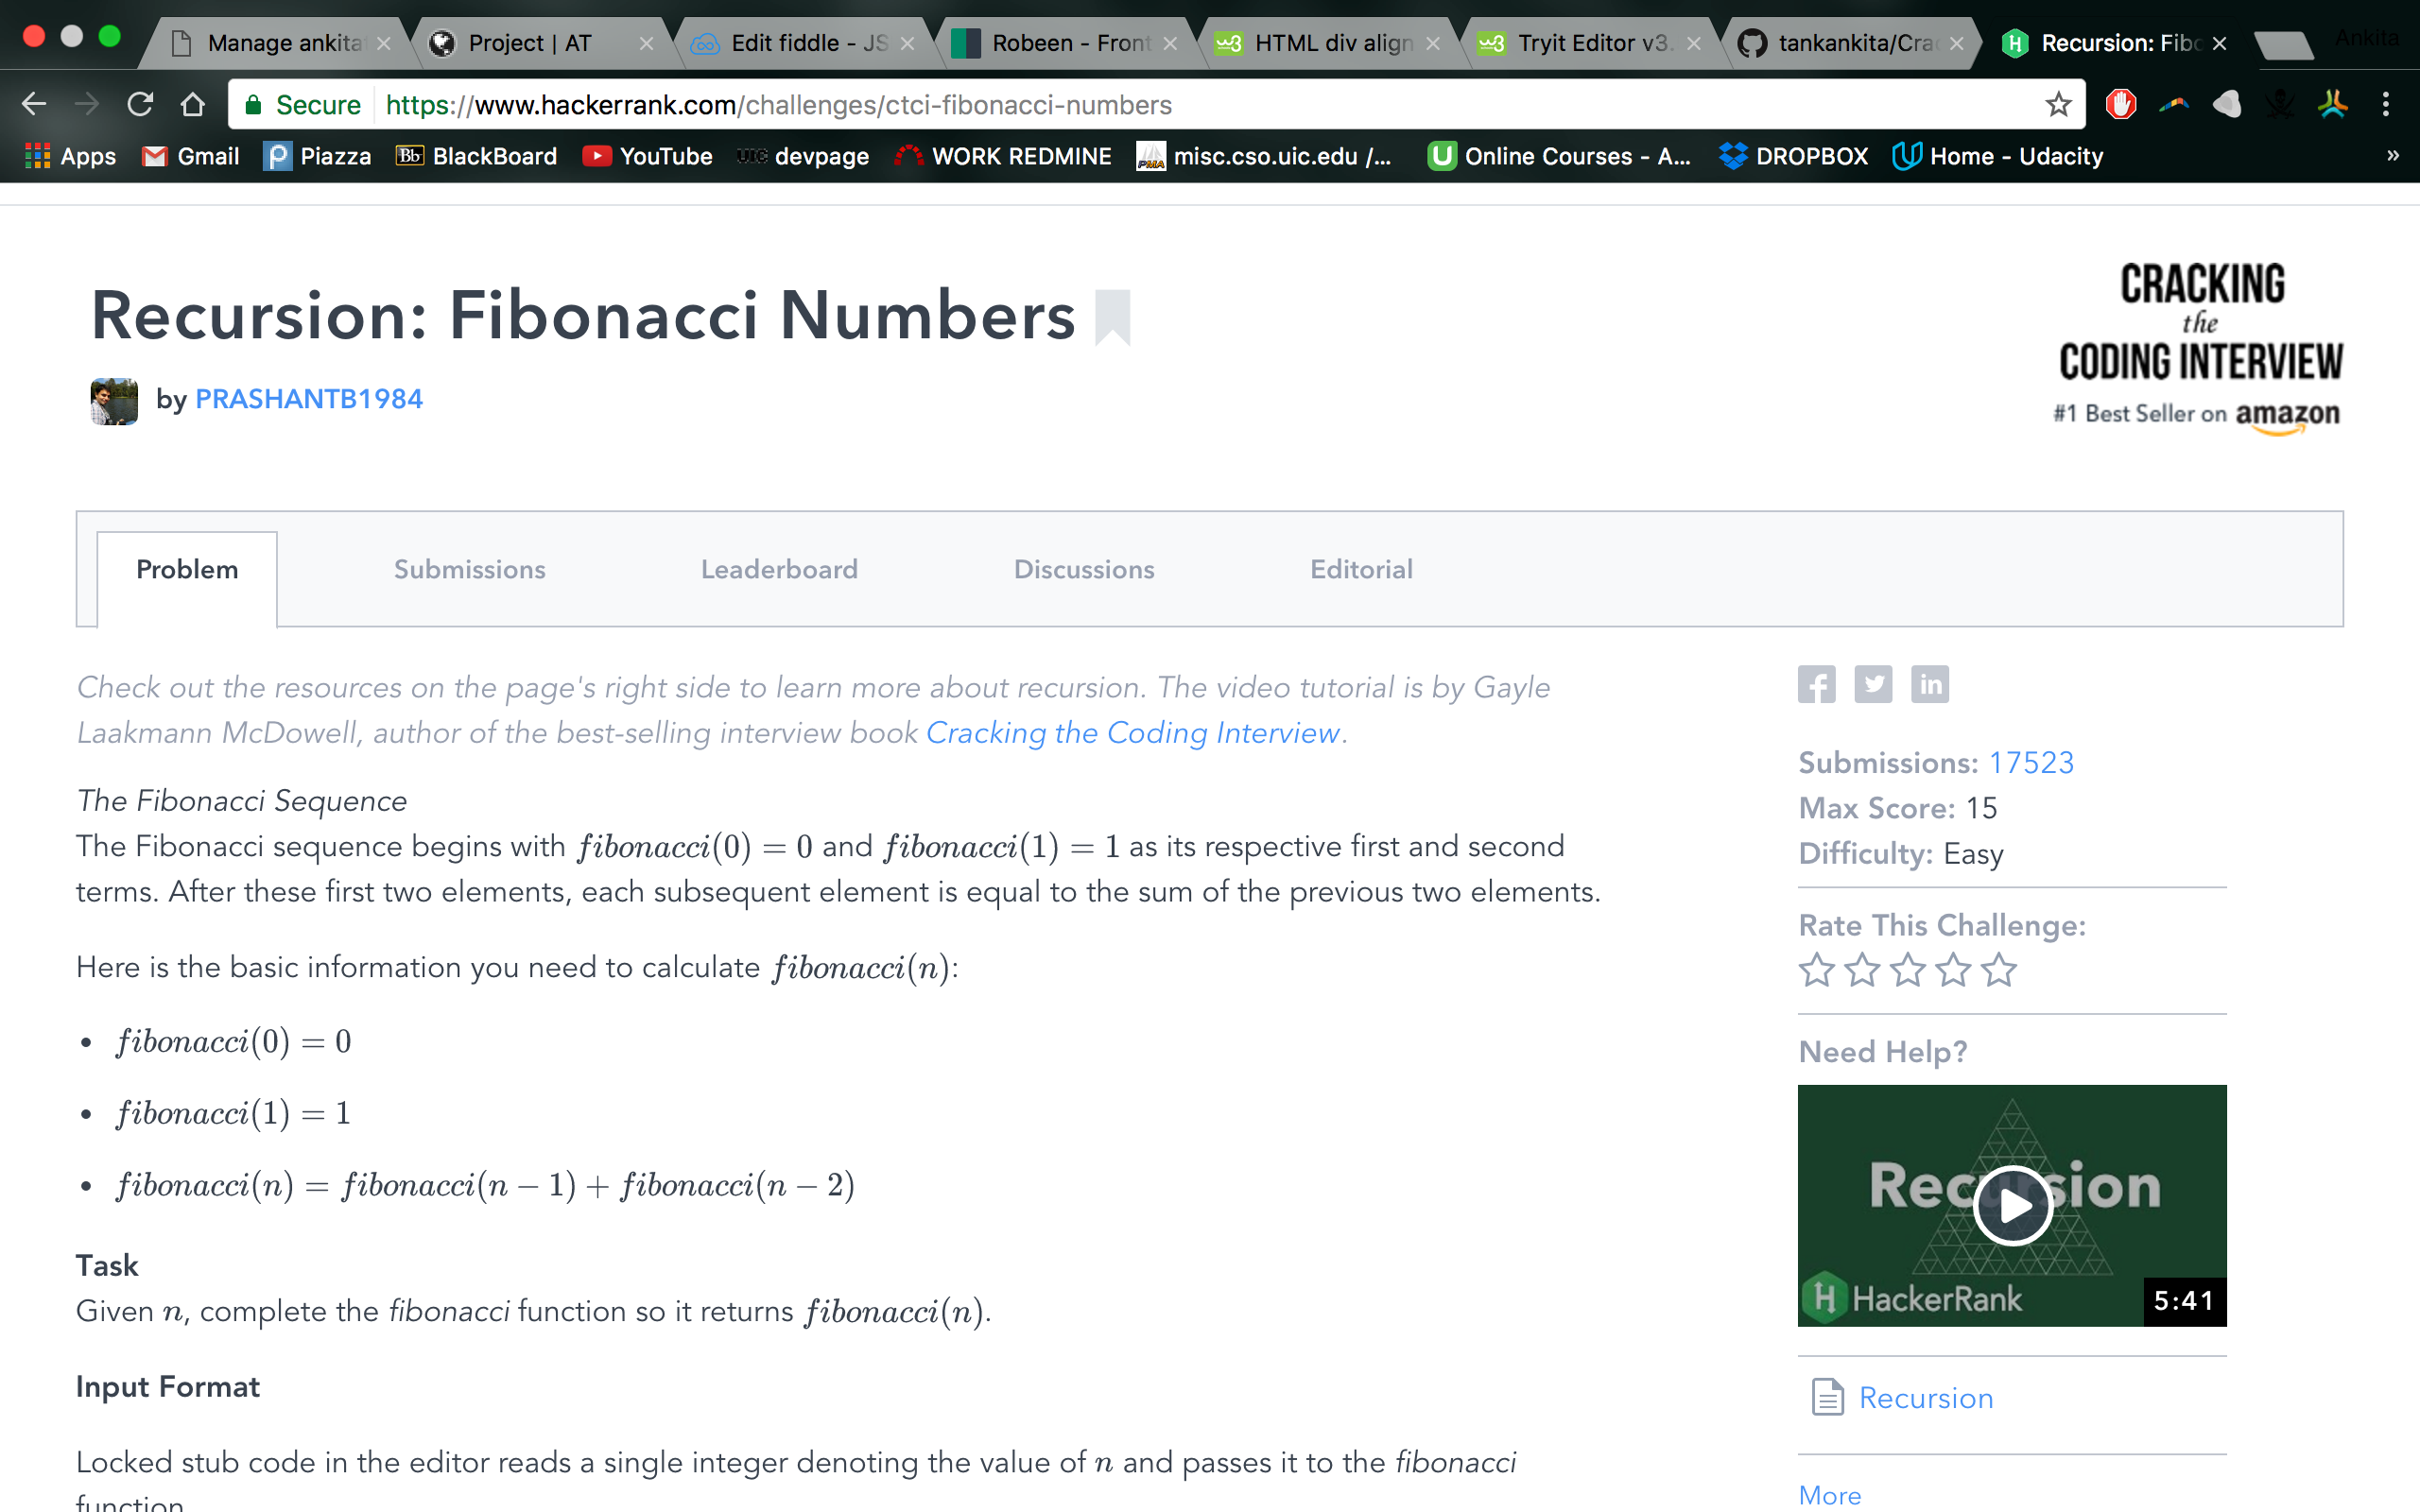 Manage ankita
Project | AT
Edit fiddle - JS
Robeen - Front
HTML div align
Tryit Editor v3.
tankankita/Crac
Recursion: Fibo
Ankita
Secure https://www.hackerrank.com/challenges/ctci-fibonacci-numbers
Apps Gmail Piazza BlackBoard YouTube devpage WORK REDMINE misc.cso.uic.edu /... Online Courses - A... DROPBOX Home - Udacity »
Recursion: Fibonacci Numbers
by PRASHANTB1984
CRACKING
the
CODING INTERVIEW
#1 Best Seller on amazon
Problem Submissions Leaderboard Discussions Editorial
Check out the resources on the page's right side to learn more about recursion. The video tutorial is by Gayle
Laakmann McDowell, author of the best-selling interview book Cracking the Coding Interview.
The Fibonacci Sequence
The Fibonacci sequence begins with fibonacci(0) = 0 and fibonacci(1) = 1 as its respective first and second
terms. After these first two elements, each subsequent element is equal to the sum of the previous two elements.
Here is the basic information you need to calculate fibonacci(n):
• fibonacci(0) = 0
• fibonacci(1) = 1
• fibonacci(n) = fibonacci(n − 1) + fibonacci(n − 2)
Task
Given n, complete the fibonacci function so it returns fibonacci(n).
Input Format
Locked stub code in the editor reads a single integer denoting the value of n and passes it to the fibonacci
function.
Submissions: 17523
Max Score: 15
Difficulty: Easy
Rate This Challenge:
Need Help?
Recursion
HackerRank
5:41
Recursion
More